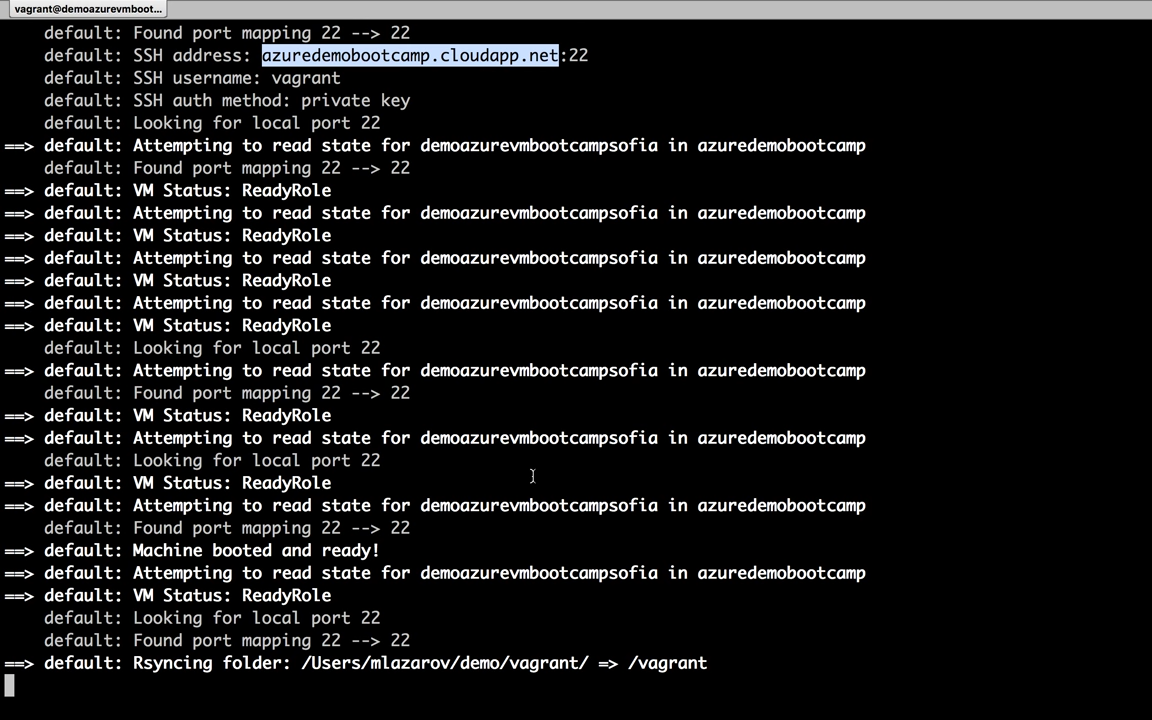 vagrant@demoazurevmboot...
default: Found port mapping 22 --> 22
default: SSH address: azuredemobootcamp.cloudapp.net:22
default: SSH username: vagrant
default: SSH auth method: private key
default: Looking for local port 22
==> default: Attempting to read state for demoazurevmbootcampsofia in azuredemobootcamp
default: Found port mapping 22 --> 22
==> default: VM Status: ReadyRole
==> default: Attempting to read state for demoazurevmbootcampsofia in azuredemobootcamp
==> default: VM Status: ReadyRole
==> default: Attempting to read state for demoazurevmbootcampsofia in azuredemobootcamp
==> default: VM Status: ReadyRole
==> default: Attempting to read state for demoazurevmbootcampsofia in azuredemobootcamp
==> default: VM Status: ReadyRole
default: Looking for local port 22
==> default: Attempting to read state for demoazurevmbootcampsofia in azuredemobootcamp
default: Found port mapping 22 --> 22
==> default: VM Status: ReadyRole
==> default: Attempting to read state for demoazurevmbootcampsofia in azuredemobootcamp
default: Looking for local port 22
==> default: VM Status: ReadyRole
==> default: Attempting to read state for demoazurevmbootcampsofia in azuredemobootcamp
default: Found port mapping 22 --> 22
==> default: Machine booted and ready!
==> default: Attempting to read state for demoazurevmbootcampsofia in azuredemobootcamp
==> default: VM Status: ReadyRole
default: Looking for local port 22
default: Found port mapping 22 --> 22
==> default: Rsyncing folder: /Users/mlazarov/demo/vagrant/ => /vagrant